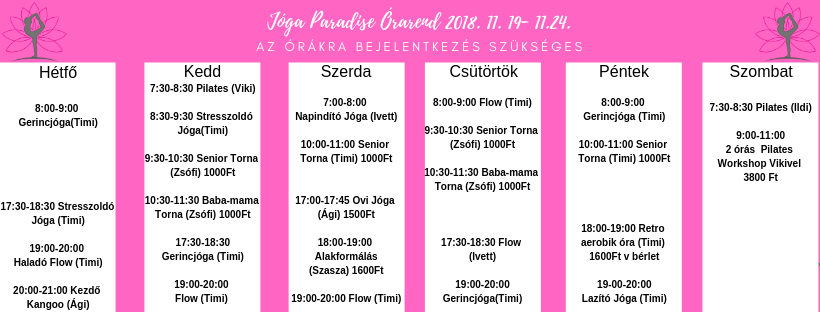 Jóga Paradise Órarend 2018. 11. 19- 11.24.
AZ ÓRÁKRA BEJELENTKEZÉS SZÜKSÉGES
Hétfő
8:00-9:00
Gerincjóga(Timi)
17:30-18:30 Stresszoldó
Jóga (Timi)
19:00-20:00
Haladó Flow (Timi)
20:00-21:00 Kezdő
Kangoo (Ági)
Kedd
7:30-8:30 Pilates (Viki)
8:30-9:30 Stresszoldó
Jóga(Timi)
9:30-10:30 Senior Torna
(Zsófi) 1000Ft
10:30-11:30 Baba-mama
Torna (Zsófi) 1000Ft
17:30-18:30
Gerincjóga (Timi)
19:00-20:00
Flow (Timi)
Szerda
7:00-8:00
Napindító Jóga (Ivett)
10:00-11:00 Senior
Torna (Timi) 1000Ft
17:00-17:45 Ovi Jóga
(Ági) 1500Ft
18:00-19:00
Alakformálás
(Szasza) 1600Ft
19:00-20:00 Flow (Timi)
Csütörtök
8:00-9:00 Flow (Timi)
9:30-10:30 Senior Torna
(Zsófi) 1000Ft
10:30-11:30 Baba-mama
Torna (Zsófi) 1000Ft
17:30-18:30 Flow
(Ivett)
19:00-20:00
Gerincjóga(Timi)
Péntek
8:00-9:00
Gerincjóga (Timi)
10:00-11:00 Senior
Torna (Timi) 1000Ft
18:00-19:00 Retro
aerobik óra (Timi)
1600Ft v bérlet
19-00-20:00
Lazító Jóga (Timi)
Szombat
7:30-8:30 Pilates (Ildi)
9:00-11:00
2 órás Pilates
Workshop Vikivel
3800 Ft